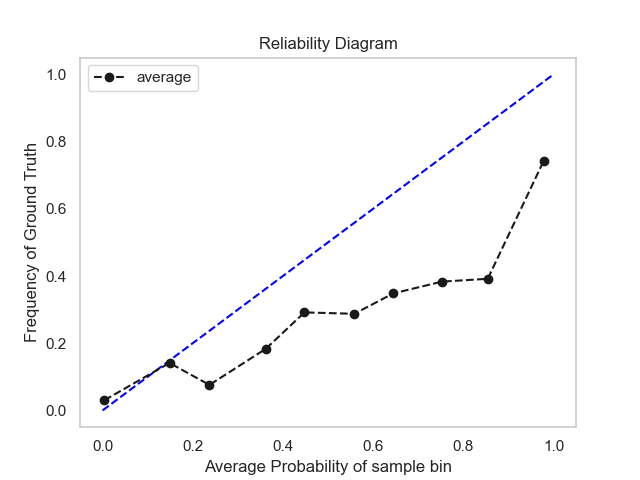 Reliability Diagram
average
Frequency of Ground Truth
1.0
0.8
0.6
0.4
0.2
0.0
0.0 0.2 0.4 0.6 0.8 1.0
Average Probability of sample bin